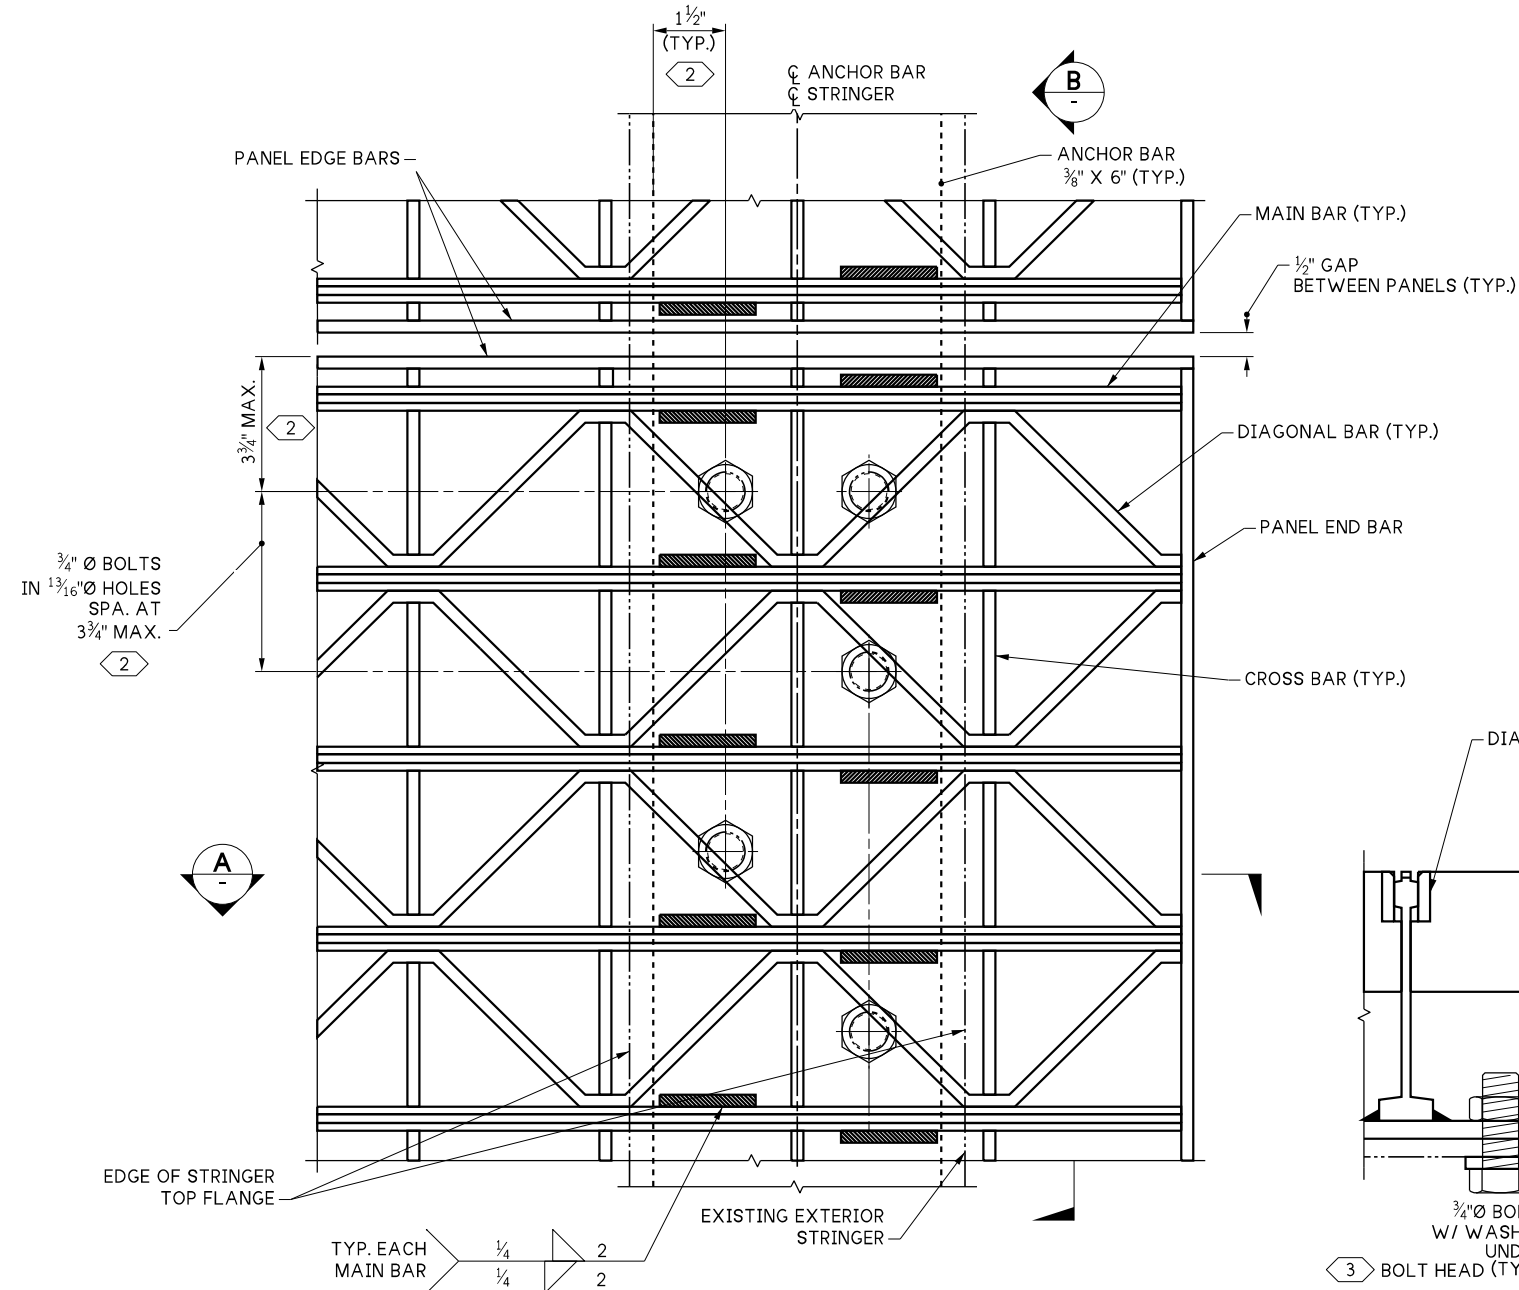 1½"
(TYP.)
2
℄ ANCHOR BAR
℄ STRINGER
B
-
PANEL EDGE BARS
ANCHOR BAR
⅜" X 6" (TYP.)
MAIN BAR (TYP.)
½" GAP
BETWEEN PANELS (TYP.)
3¾" MAX.
2
DIAGONAL BAR (TYP.)
PANEL END BAR
¾" Ø BOLTS
IN 13/16"Ø HOLES
SPA. AT
3¾" MAX.
2
CROSS BAR (TYP.)
DIA
A
-
EDGE OF STRINGER
TOP FLANGE
EXISTING EXTERIOR
STRINGER
TYP. EACH
MAIN BAR
¼ 2
¼ 2
¾"Ø BO
W/ WASH
UND
3 BOLT HEAD (TY